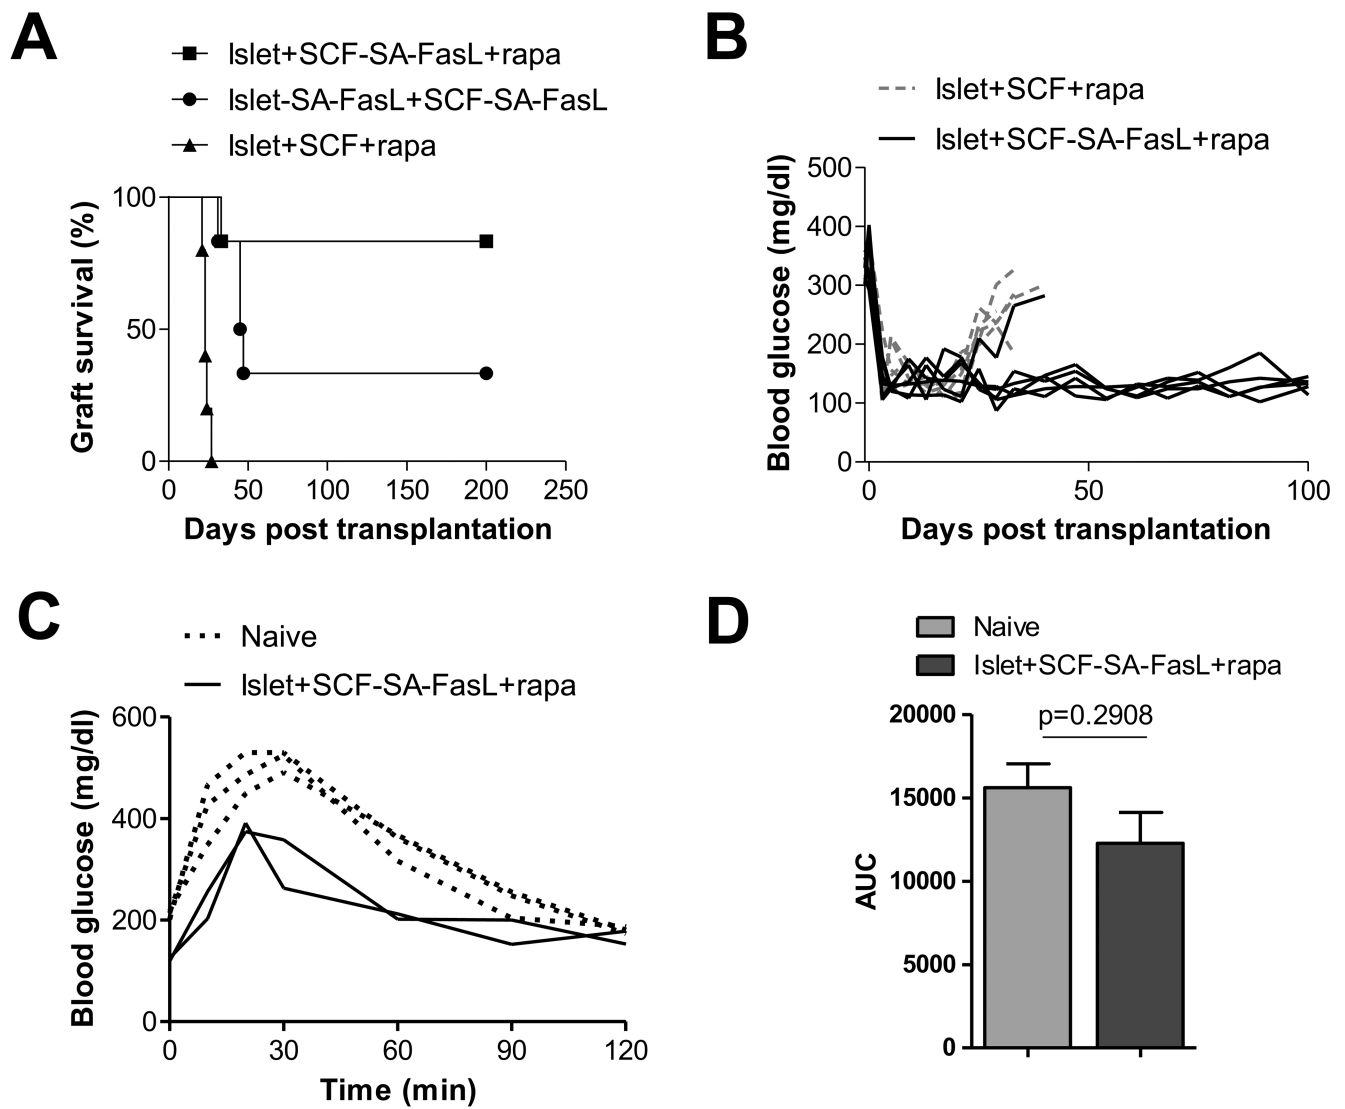 A
Islet+SCF-SA-FasL+rapa
Islet-SA-FasL+SCF-SA-FasL
Islet+SCF+rapa
Graft survival (%)
100
50
0
0 50 100 150 200 250
Days post transplantation
B
Islet+SCF+rapa
Islet+SCF-SA-FasL+rapa
Blood glucose (mg/dl)
500
400
300
200
100
0
0 50 100
Days post transplantation
C
Naive
Islet+SCF-SA-FasL+rapa
Blood glucose (mg/dl)
600
400
200
0
0 30 60 90 120
Time (min)
D
Naive
Islet+SCF-SA-FasL+rapa
p=0.2908
AUC
20000
15000
10000
5000
0